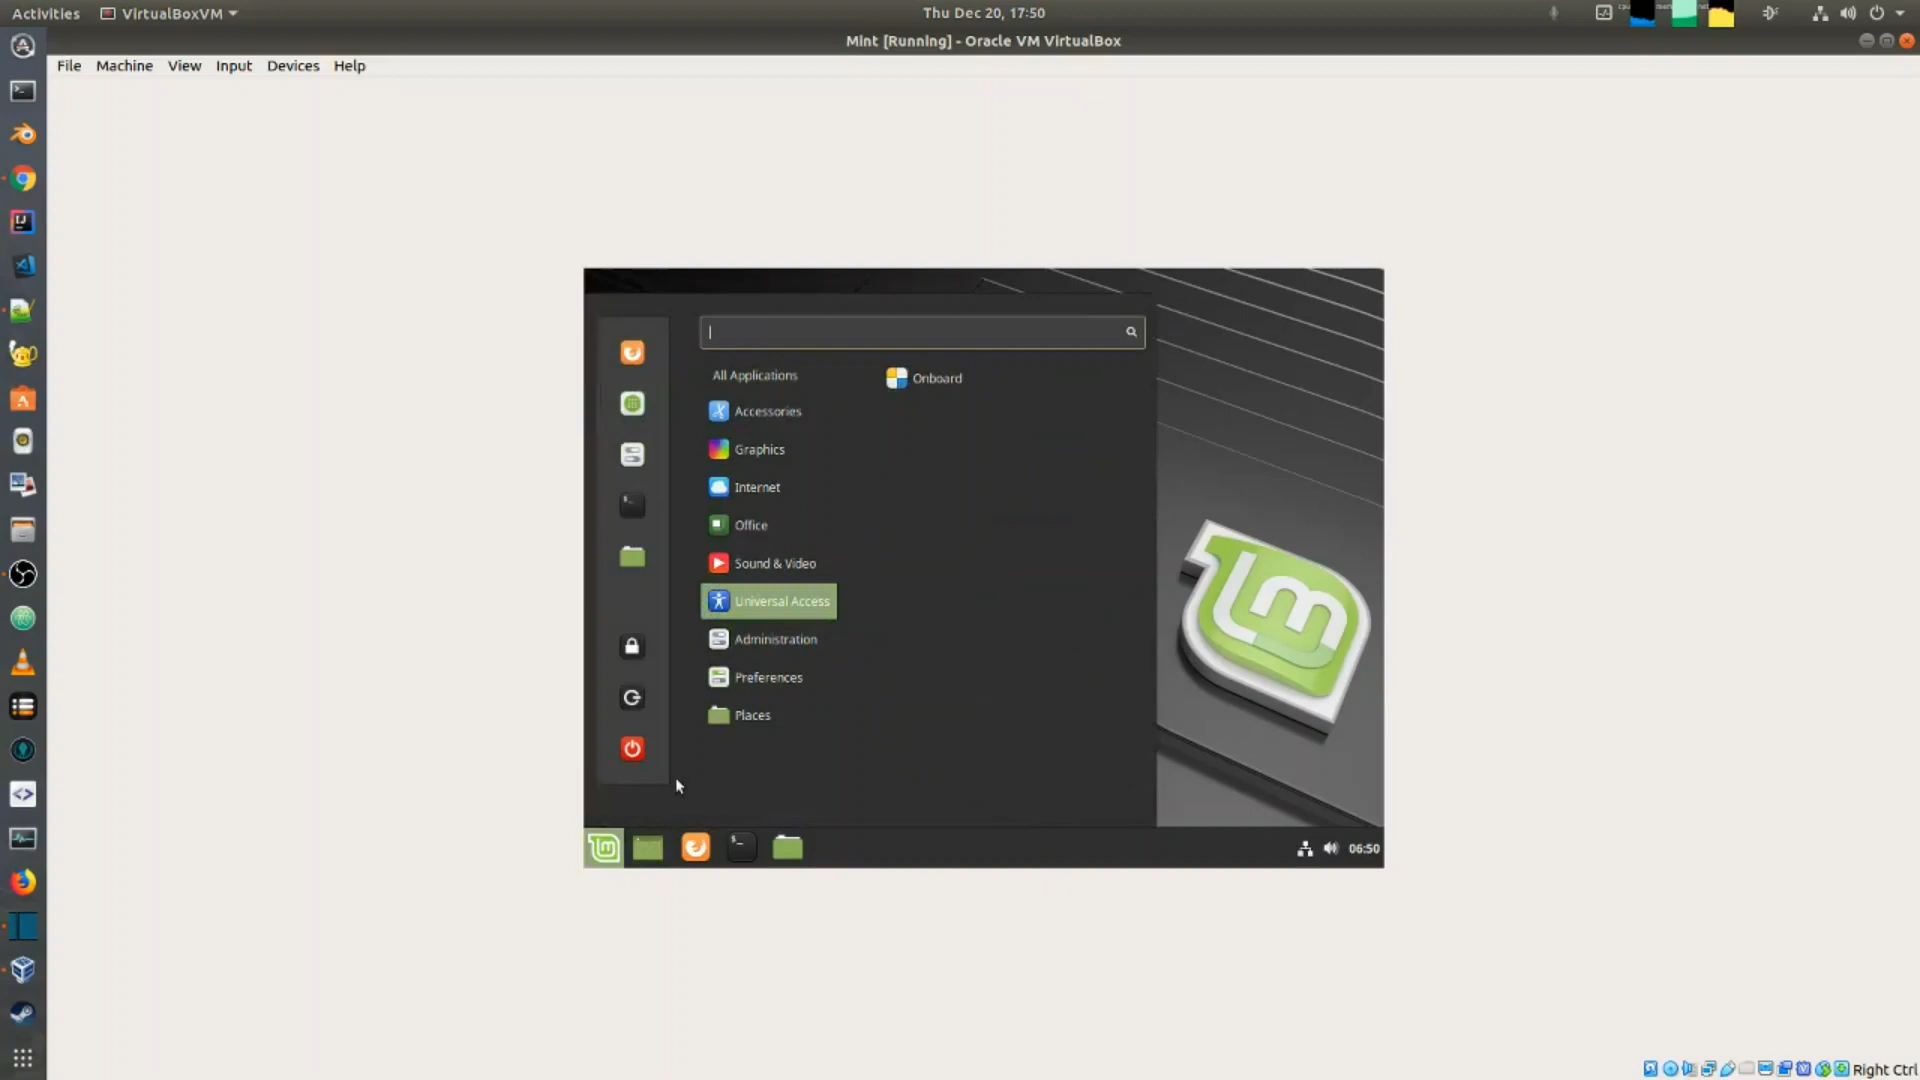 Activities VirtualBoxVM Thu Dec 20, 17:50
Mint [Running] - Oracle VM VirtualBox
File Machine View Input Devices Help
All Applications
Onboard
Accessories
Graphics
Internet
Office
Sound & Video
Universal Access
Administration
Preferences
Places
06:50
Right Ctrl